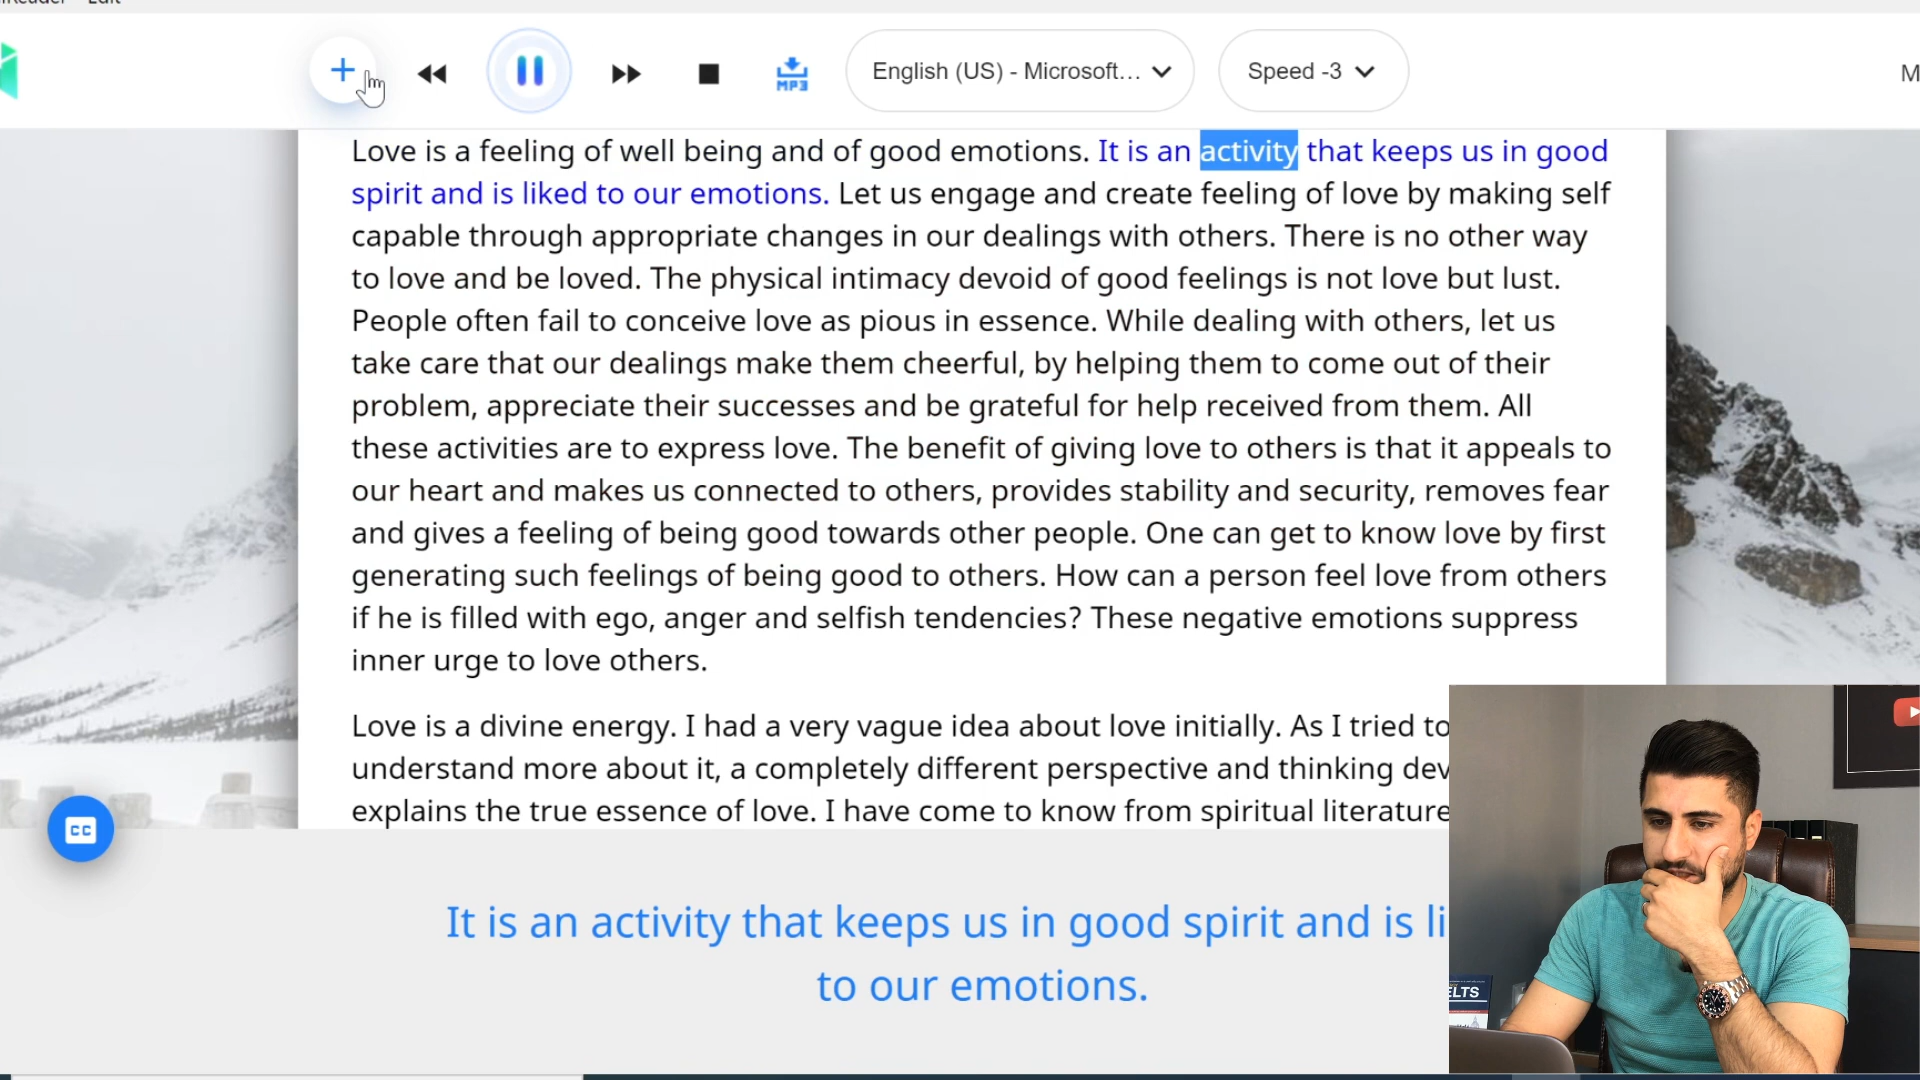 Edit
MP3
English (US) - Microsoft...
Speed -3
M
Love is a feeling of well being and of good emotions. It is an activity that keeps us in good
spirit and is liked to our emotions. Let us engage and create feeling of love by making self
capable through appropriate changes in our dealings with others. There is no other way
to love and be loved. The physical intimacy devoid of good feelings is not love but lust.
People often fail to conceive love as pious in essence. While dealing with others, let us
take care that our dealings make them cheerful, by helping them to come out of their
problem, appreciate their successes and be grateful for help received from them. All
these activities are to express love. The benefit of giving love to others is that it appeals to
our heart and makes us connected to others, provides stability and security, removes fear
and gives a feeling of being good towards other people. One can get to know love by first
generating such feelings of being good to others. How can a person feel love from others
if he is filled with ego, anger and selfish tendencies? These negative emotions suppress
inner urge to love others.
Love is a divine energy. I had a very vague idea about love initially. As I tried to
understand more about it, a completely different perspective and thinking dev
explains the true essence of love. I have come to know from spiritual literature
CC
It is an activity that keeps us in good spirit and is li
to our emotions.
ELTS